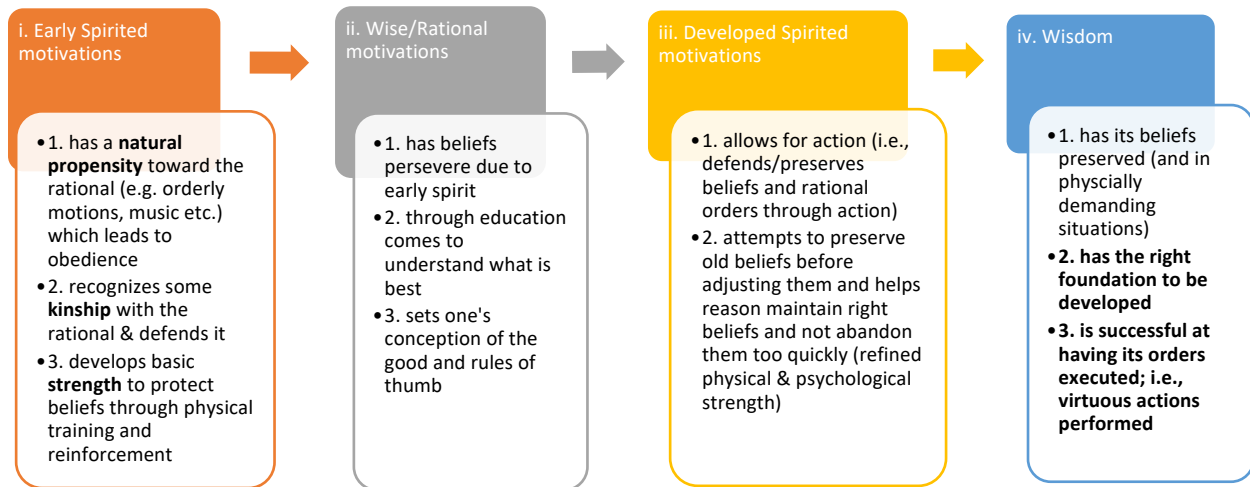 i. Early Spirited
motivations
•1. has a natural
propensity toward the
rational (e.g. orderly
motions, music etc.)
which leads to
obedience
•2. recognizes some
kinship with the
rational & defends it
•3. develops basic
strength to protect
beliefs through physical
training and
reinforcement
ii. Wise/Rational
motivations
•1. has beliefs
persevere due to
early spirit
•2. through education
comes to
understand what is
best
•3. sets one's
conception of the
good and rules of
thumb
iii. Developed Spirited
motivations
•1. allows for action (i.e.,
defends/preserves
beliefs and rational
orders through action)
•2. attempts to preserve
old beliefs before
adjusting them and helps
reason maintain right
beliefs and not abandon
them too quickly (refined
physical & psychological
strength)
iv. Wisdom
•1. has its beliefs
preserved (and in
physcially
demanding
situations)
•2. has the right
foundation to be
developed
•3. is successful at
having its orders
executed; i.e.,
virtuous actions
performed